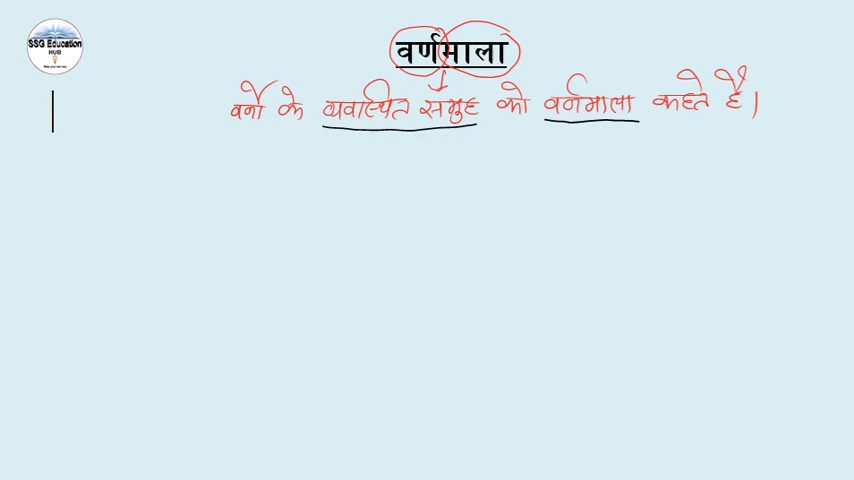 SSG Education
HUB
वर्णमाला
वर्नो के व्यवस्थित समुह को वर्णमाला कहते है।